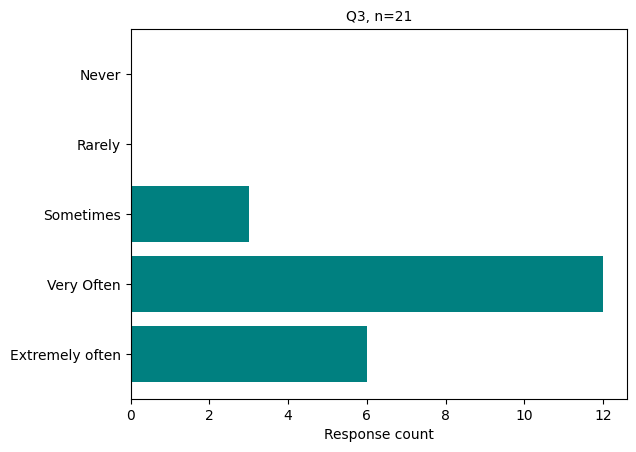 Q3, n=21
Never
Rarely
Sometimes
Very Often
Extremely often
0 2 4 6 8 10 12
Response count